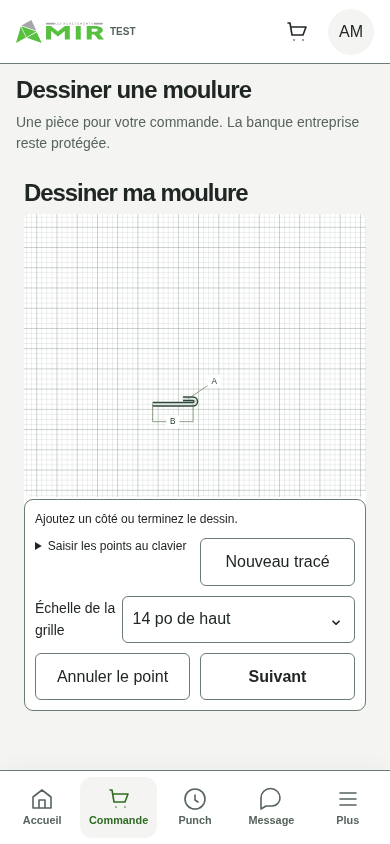 AMIR TEST
AM
Dessiner une moulure
Une pièce pour votre commande. La banque entreprise
reste protégée.
Dessiner ma moulure
A
B
Ajoutez un côté ou terminez le dessin.
Saisir les points au clavier
Nouveau tracé
Échelle de la
grille
14 po de haut
Annuler le point
Suivant
Accueil
Commande
Punch
Message
Plus